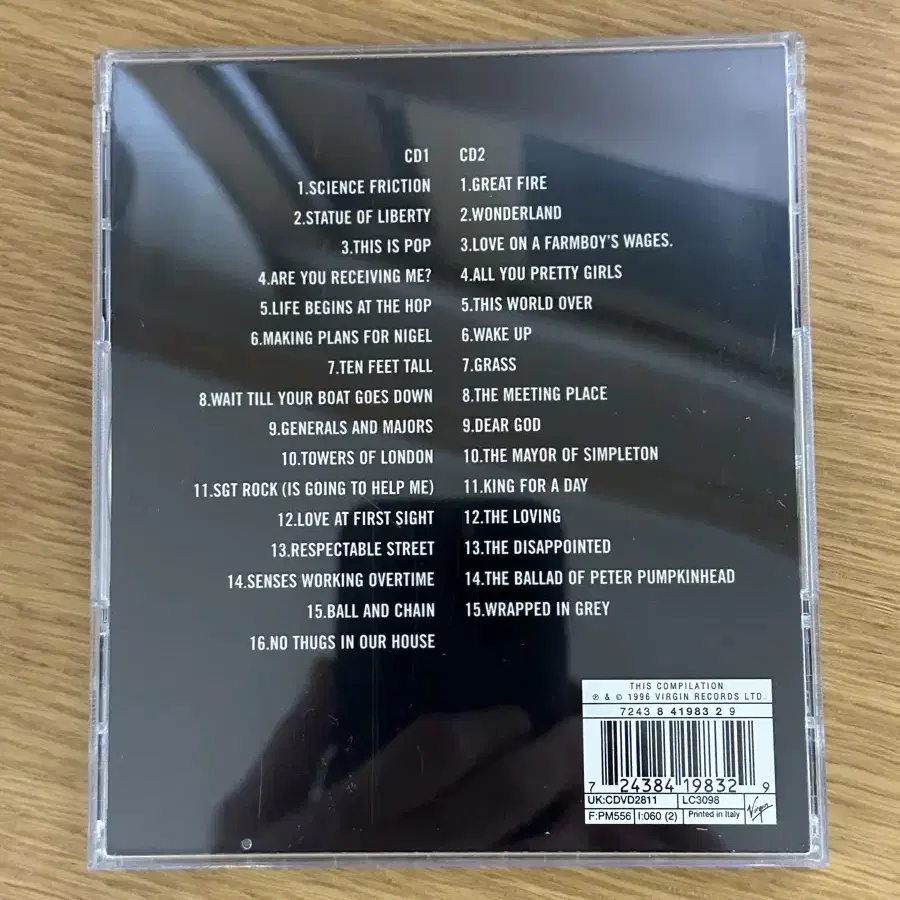 CD1
1.SCIENCE FRICTION
2.STATUE OF LIBERTY
3.THIS IS POP
4.ARE YOU RECEIVING ME?
5.LIFE BEGINS AT THE HOP
6.MAKING PLANS FOR NIGEL
7.TEN FEET TALL
8.WAIT TILL YOUR BOAT GOES DOWN
9.GENERALS AND MAJORS
10.TOWERS OF LONDON
11.SGT ROCK (IS GOING TO HELP ME)
12.LOVE AT FIRST SIGHT
13.RESPECTABLE STREET
14.SENSES WORKING OVERTIME
15.BALL AND CHAIN
16.NO THUGS IN OUR HOUSE
CD2
1.GREAT FIRE
2.WONDERLAND
3.LOVE ON A FARMBOY'S WAGES.
4.ALL YOU PRETTY GIRLS
5.THIS WORLD OVER
6.WAKE UP
7.GRASS
8.THE MEETING PLACE
9.DEAR GOD
10.THE MAYOR OF SIMPLETON
11.KING FOR A DAY
12.THE LOVING
13.THE DISAPPOINTED
14.THE BALLAD OF PETER PUMPKINHEAD
15.WRAPPED IN GREY
THIS COMPILATION
℗ & © 1996 VIRGIN RECORDS LTD.
7243 8 41983 2 9
7 24384 19832 9
UK:CDVD2811 LC3098
F:PM556 I:060 (2) Printed in Italy Virgin